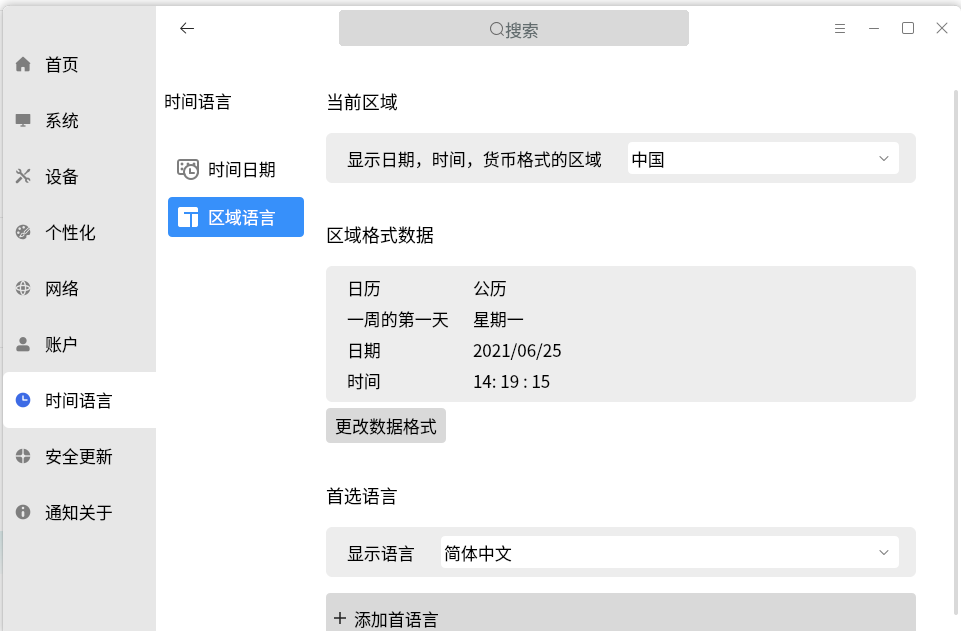 搜索
首页
系统
设备
个性化
网络
账户
时间语言
安全更新
通知关于
时间语言
时间日期
区域语言
当前区域
显示日期，时间，货币格式的区域 中国
区域格式数据
日历 公历
一周的第一天 星期一
日期 2021/06/25
时间 14: 19 : 15
更改数据格式
首选语言
显示语言 简体中文
+ 添加首语言